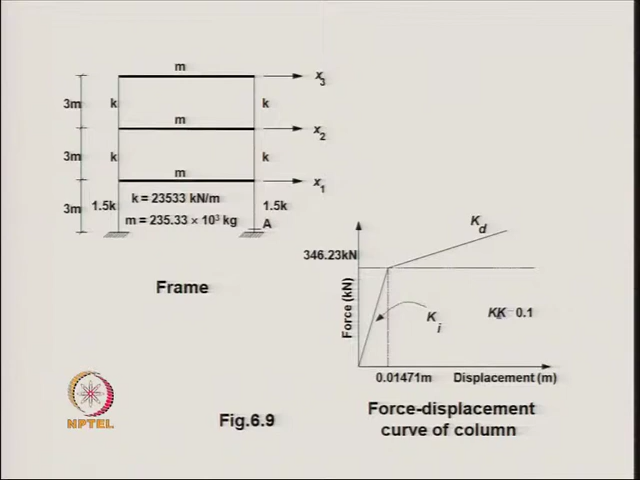 m
x3
3m
k
k
m
x2
3m
k
k
m
x1
3m
1.5k
k = 23533 kN/m
1.5k
m = 235.33 × 10³ kg
A
Frame
Kd
346.23kN
Force (kN)
Ki
0.1
0.01471m
Displacement (m)
Force-displacement
curve of column
Fig.6.9
NPTEL